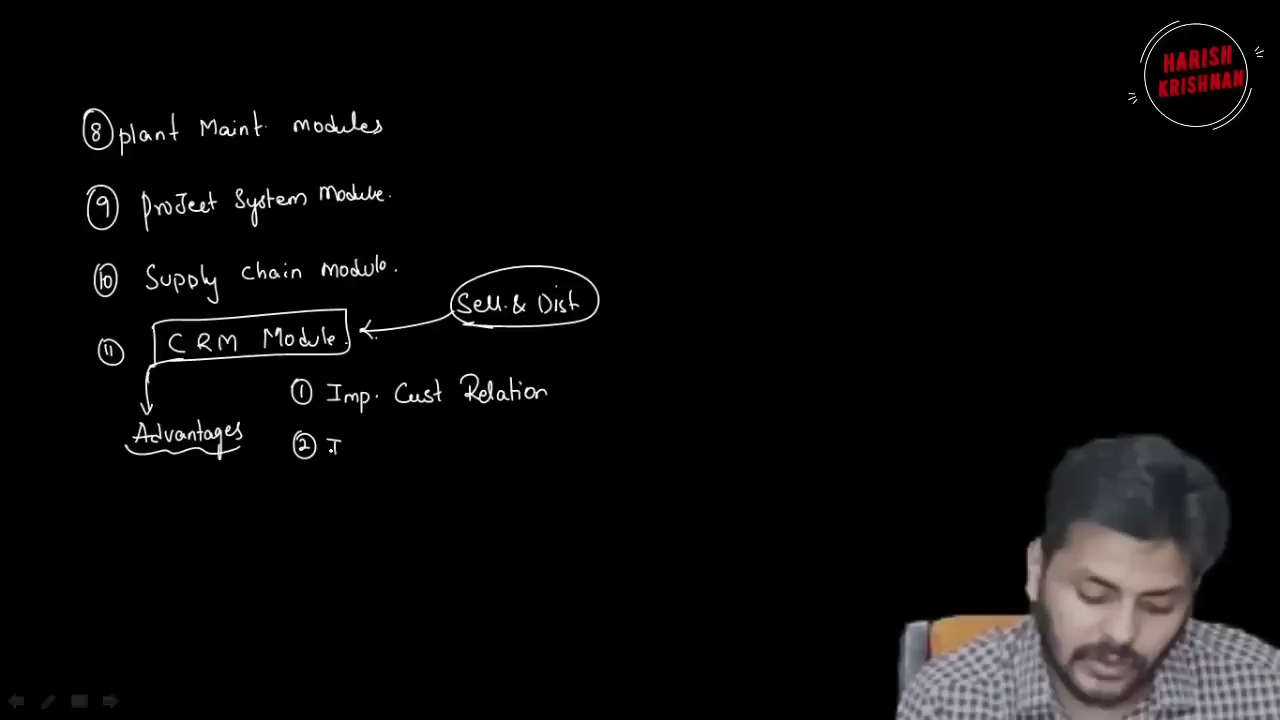 HARISH
KRISHNAN
8 plant Maint. modules
9 ProJect System Module.
10 Supply Chain Module.
Sell. & Dist
11 CRM Module.
1 Imp. Cust Relation
Advantages
2 I